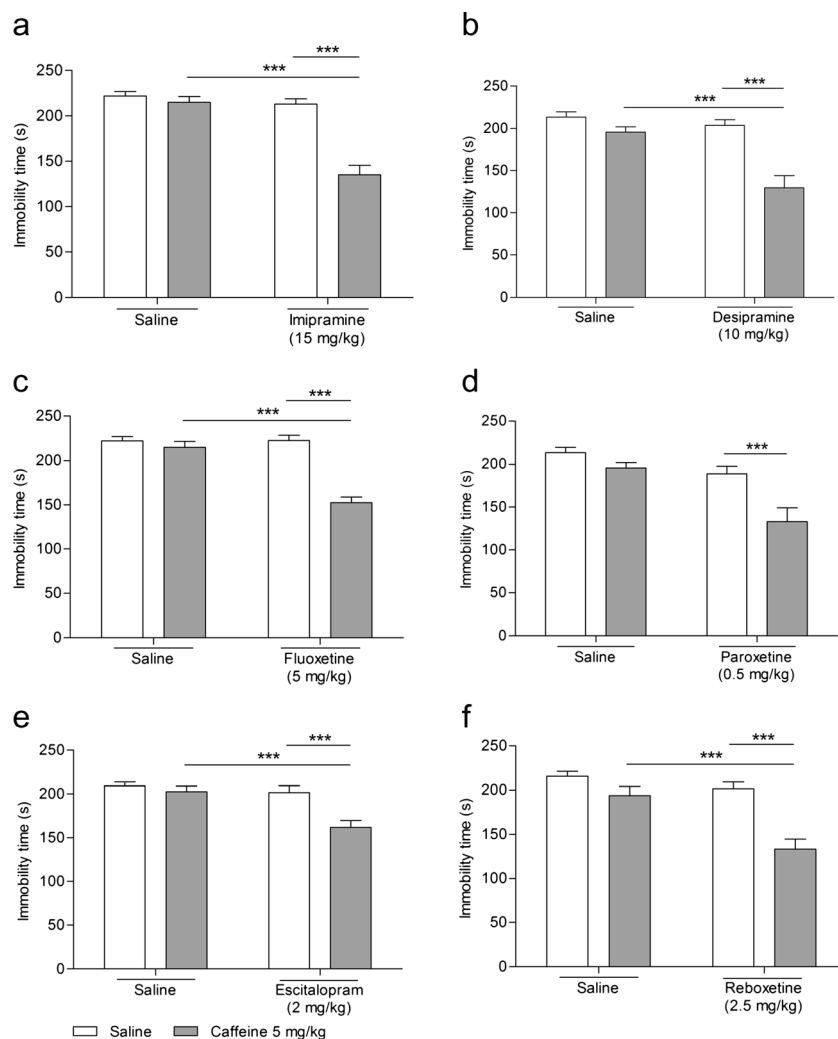 a
***
***
Immobility time (s)
250
200
150
100
50
0
Saline
Imipramine
(15 mg/kg)
b
***
***
Immobility time (s)
250
200
150
100
50
0
Saline
Desipramine
(10 mg/kg)
c
***
***
Immobility time (s)
250
200
150
100
50
0
Saline
Fluoxetine
(5 mg/kg)
d
***
Immobility time (s)
250
200
150
100
50
0
Saline
Paroxetine
(0.5 mg/kg)
e
***
***
Immobility time (s)
250
200
150
100
50
0
Saline
Escitalopram
(2 mg/kg)
f
***
***
Immobility time (s)
250
200
150
100
50
0
Saline
Reboxetine
(2.5 mg/kg)
Saline Caffeine 5 mg/kg